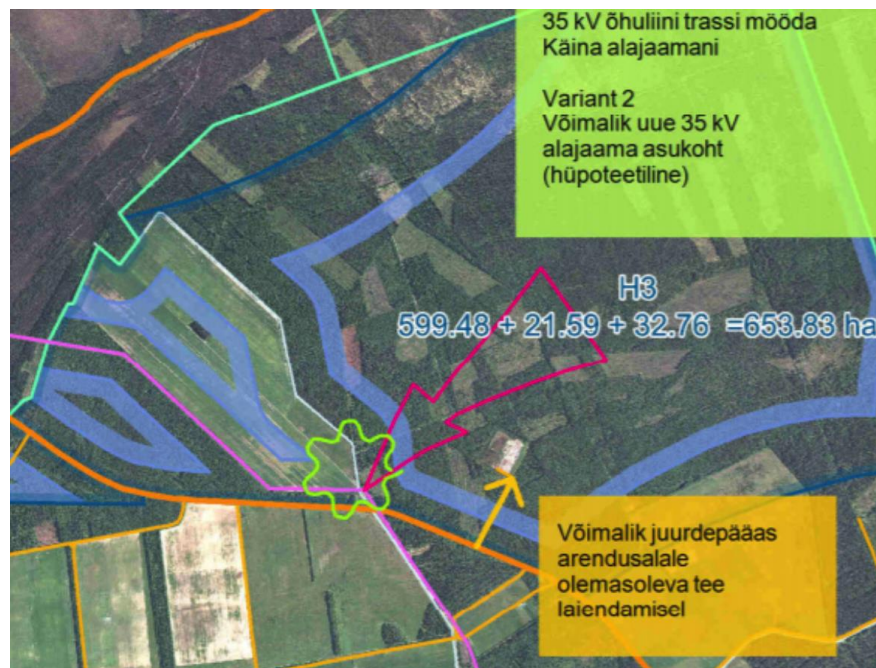 35 kV õhuliini trassi mööda
Käina alajaamani
Variant 2
Võimalik uue 35 kV
alajaama asukoht
(hüpoteetiline)
H3
599.48 + 21.59 + 32.76 =653.83 ha
Võimalik juurdepääas
arendusalale
olemasoleva tee
laiendamisel